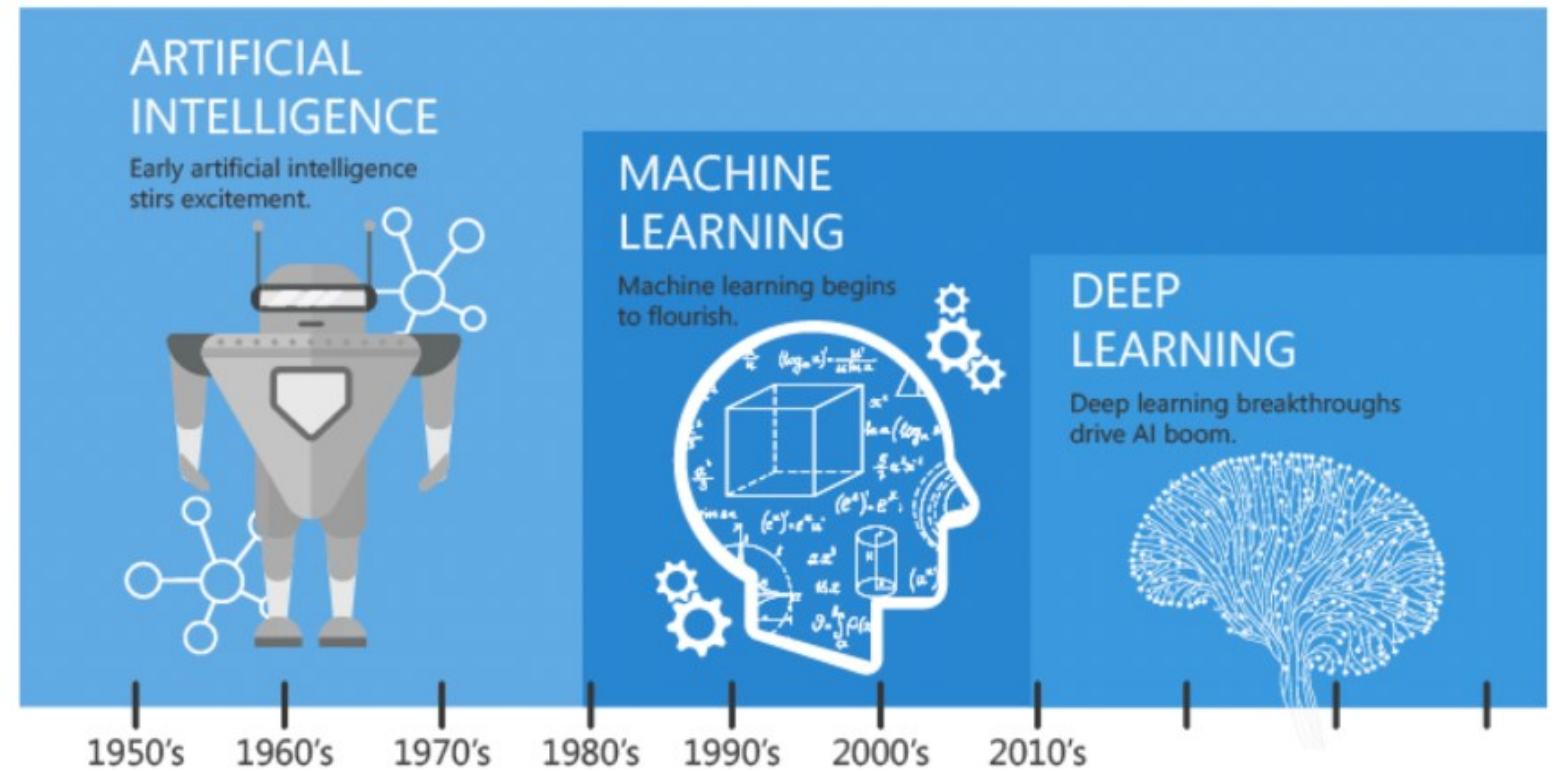 ARTIFICIAL
INTELLIGENCE
Early artificial intelligence
stirs excitement.
MACHINE
LEARNING
Machine learning begins
to flourish.
DEEP
LEARNING
Deep learning breakthroughs
drive AI boom.
1950's 1960's 1970's 1980's 1990's 2000's 2010's